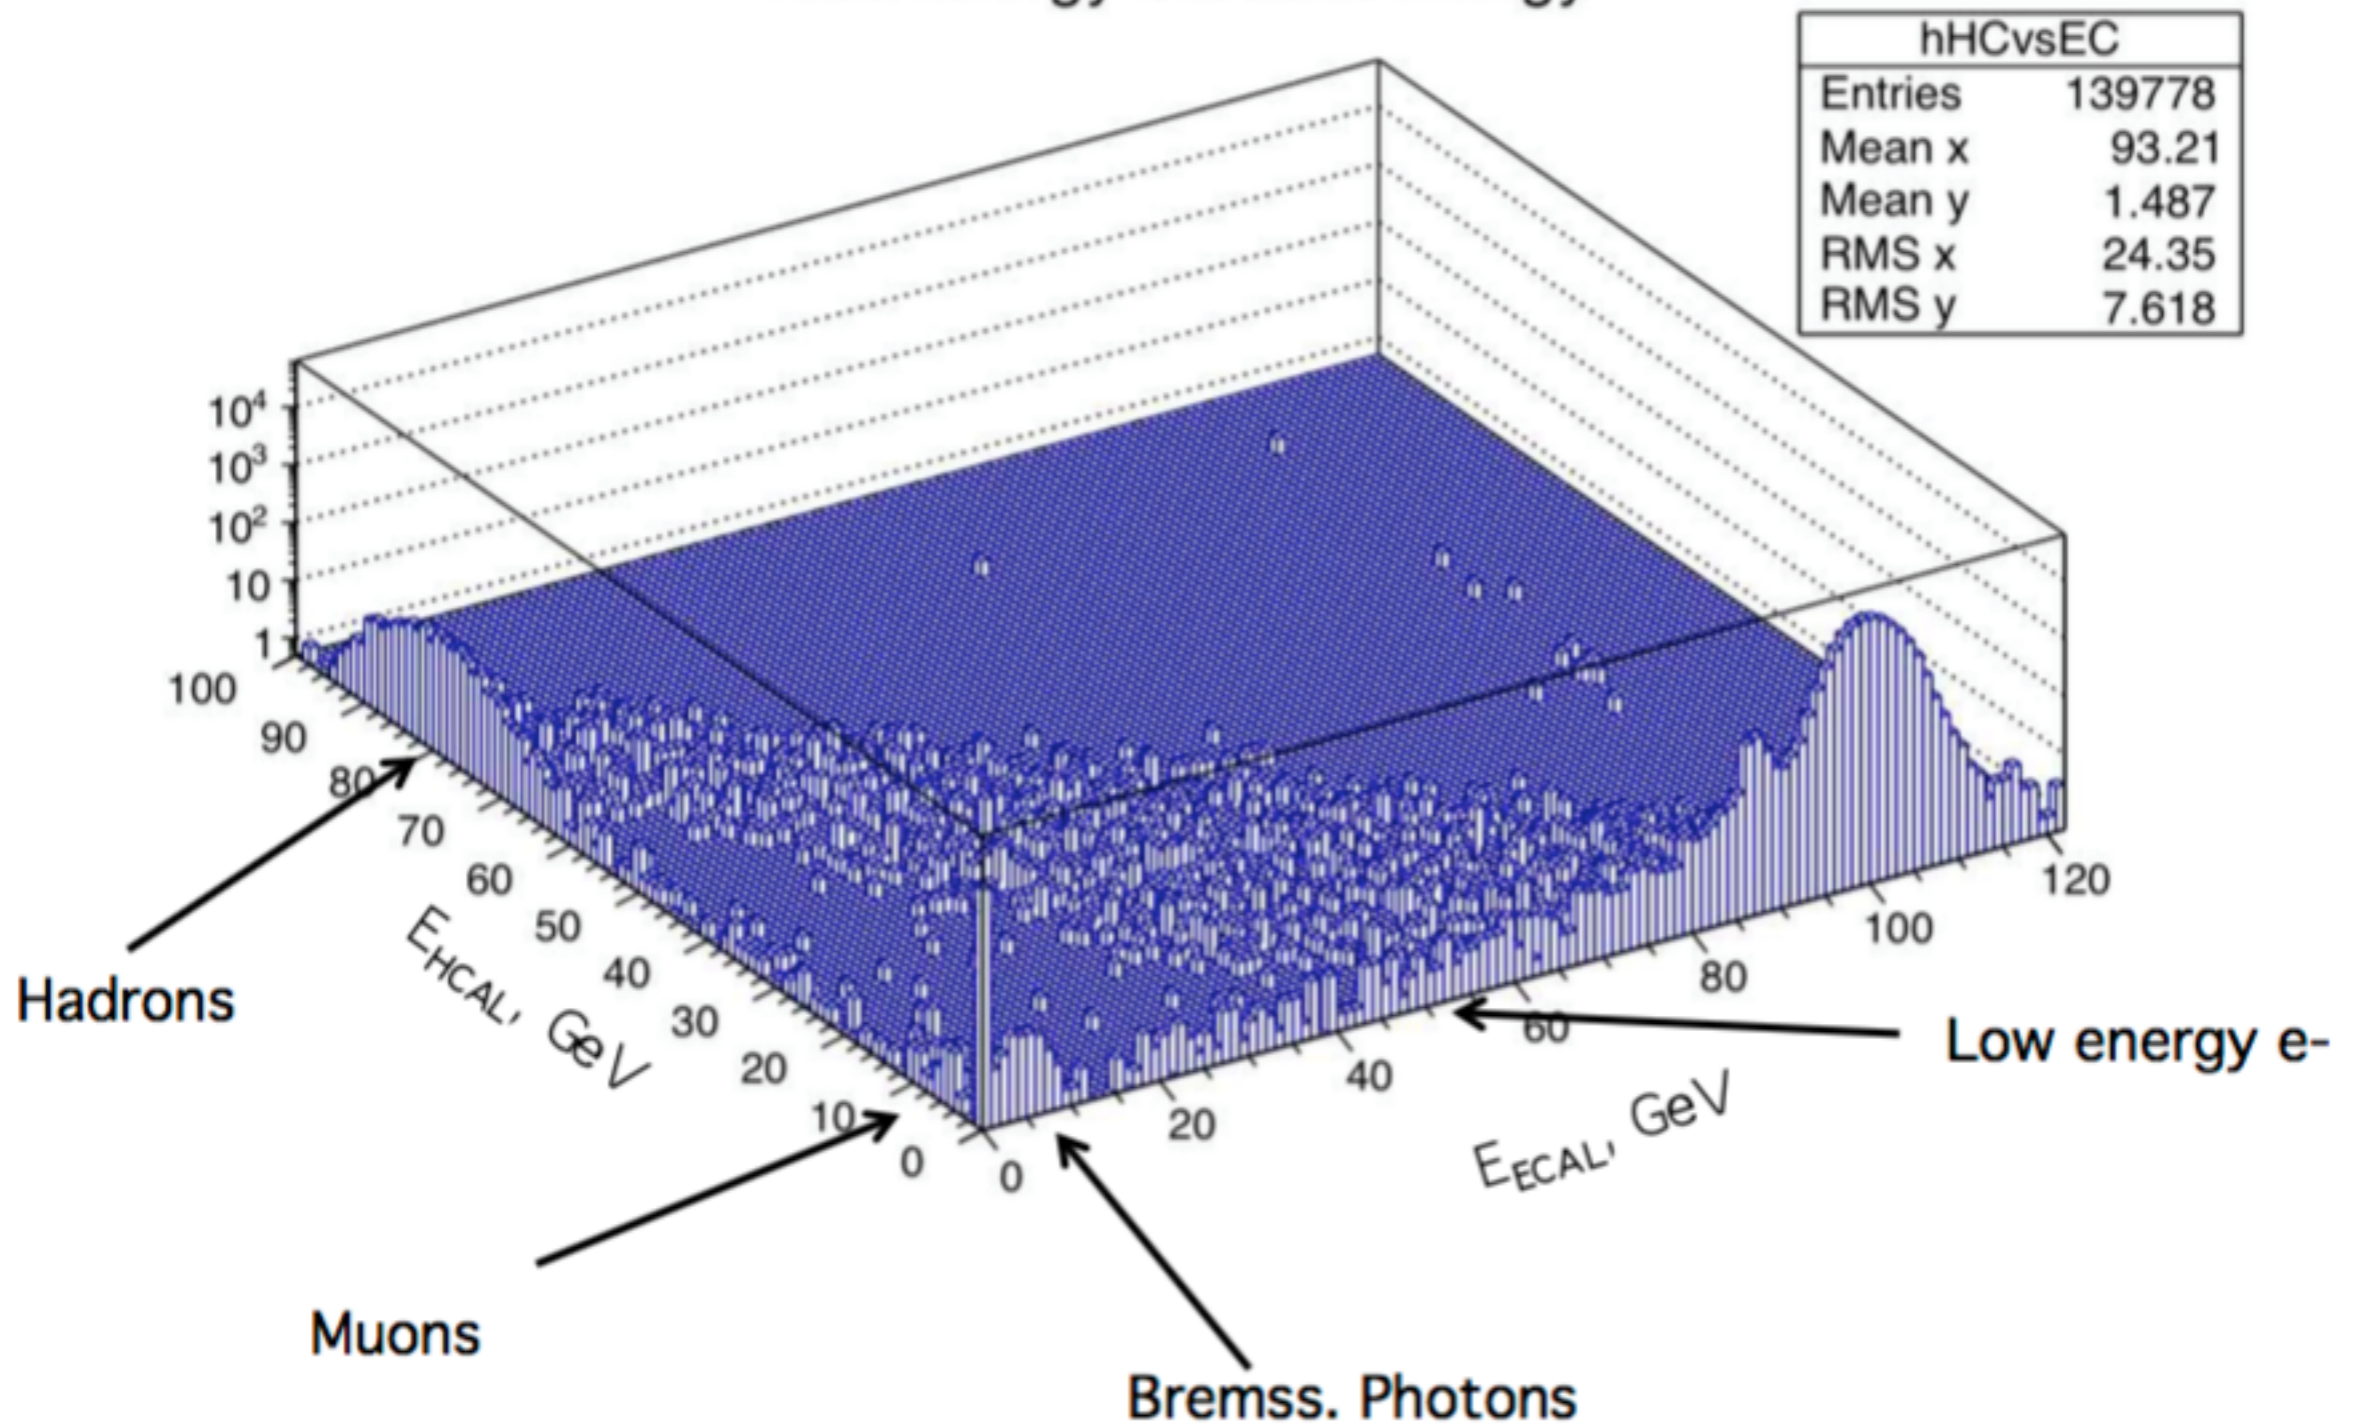 hHCvsEC
Entries 139778
Mean x 93.21
Mean y 1.487
RMS x 24.35
RMS y 7.618
10⁴
10³
10²
10
1
100
90
80
70
60
50
40
30
20
10
0
E_HCAL, GeV
0
20
40
60
80
100
120
E_ECAL, GeV
Hadrons
Muons
Bremss. Photons
Low energy e-